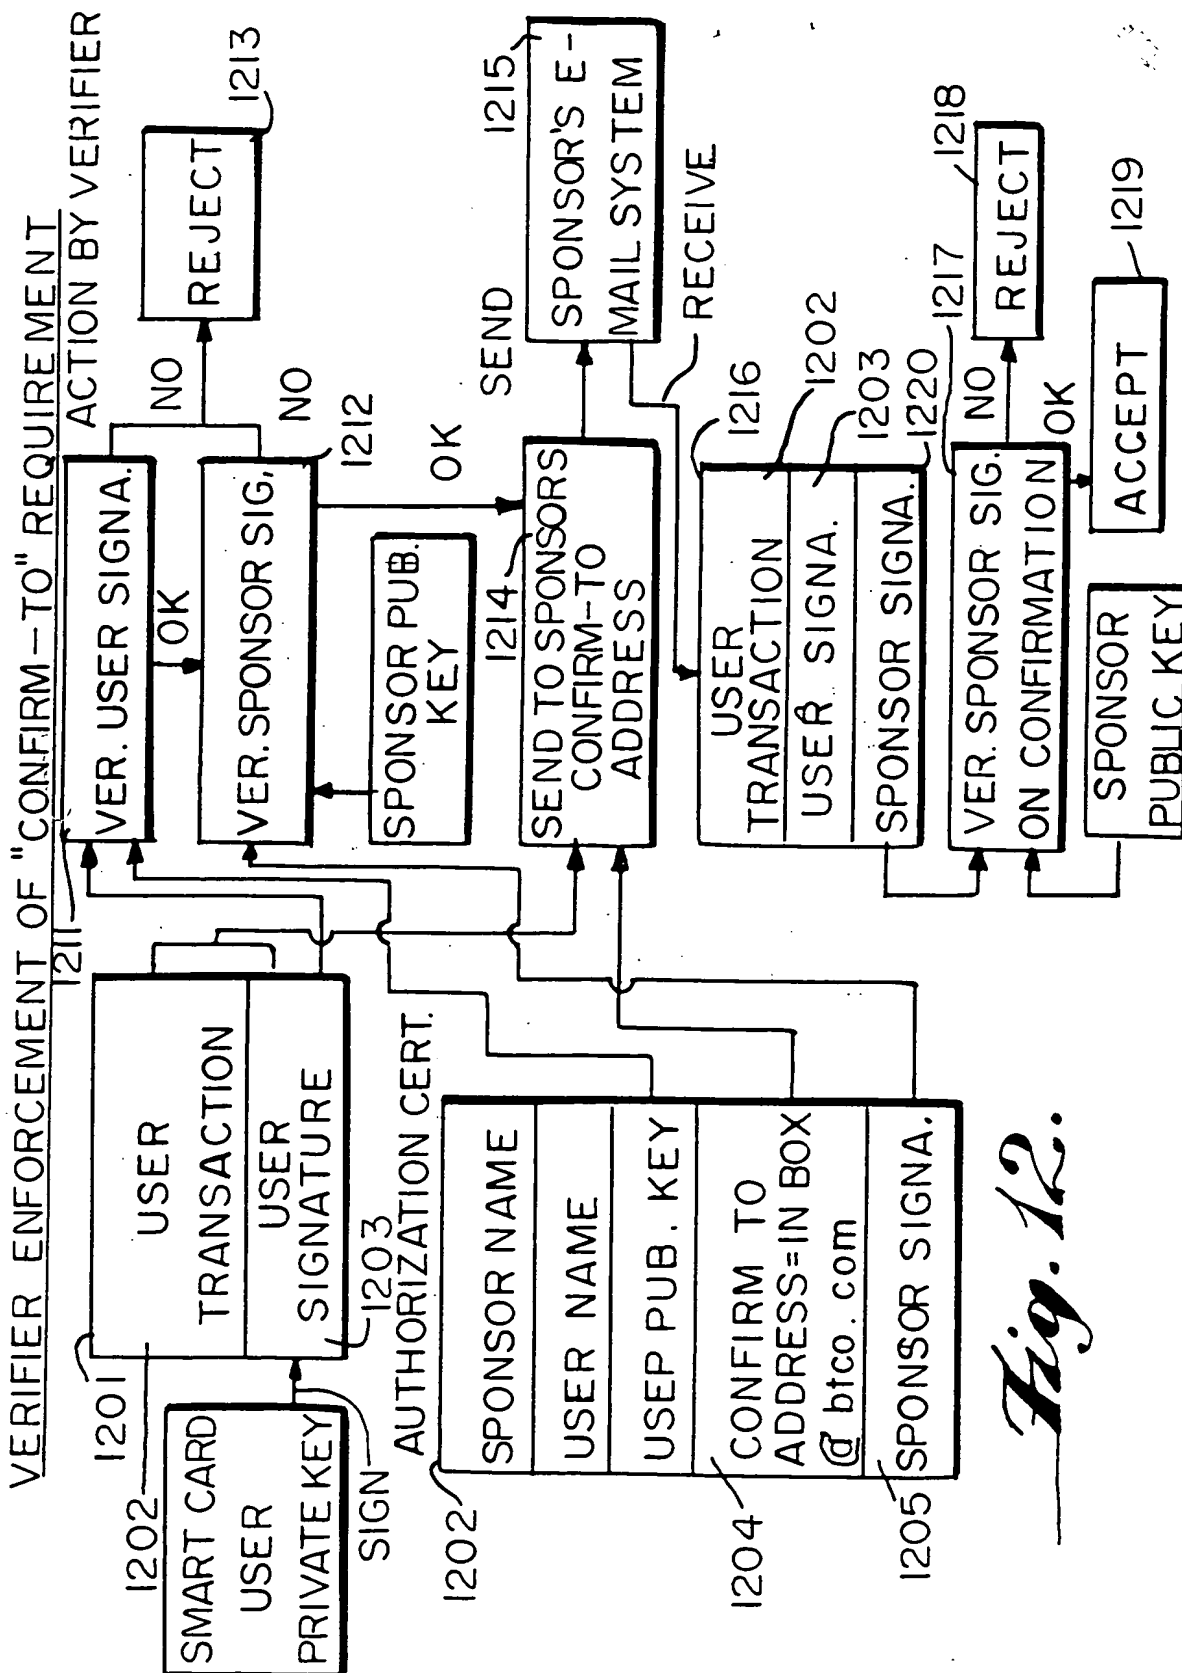 VERIFIER ENFORCEMENT OF "CONFIRM-TO" REQUIREMENT
ACTION BY VERIFIER
1201
1202
SMART CARD
USER
PRIVATE KEY
SIGN
USER
TRANSACTION
USER
SIGNATURE
1203
1211
VER. USER SIGNA.
NO
REJECT
1213
OK
VER. SPONSOR SIG,
NO
1212
SPONSOR PUB.
KEY
OK
AUTHORIZATION CERT.
1202
SPONSOR NAME
USER NAME
USEP PUB. KEY
CONFIRM TO
ADDRESS=IN BOX
@ btco. com
1204
SPONSOR SIGNA.
1205
1214
SEND TO SPONSORS
CONFIRM-TO
ADDRESS
SEND
1215
SPONSOR'S E-
MAIL SYSTEM
RECEIVE
1216
USER
TRANSACTION
1202
USER SIGNA.
1203
SPONSOR SIGNA.
1220
VER. SPONSOR SIG.
ON CONFIRMATION
1217
NO
REJECT
1218
OK
ACCEPT
1219
SPONSOR
PUBLIC KEY
Fig. 12.